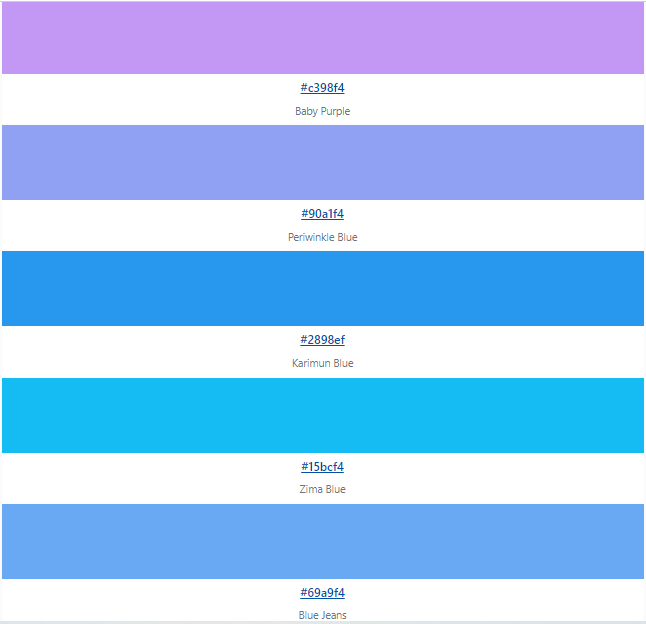 #c398f4
Baby Purple
#90a1f4
Periwinkle Blue
#2898ef
Karimun Blue
#15bcf4
Zima Blue
#69a9f4
Blue Jeans